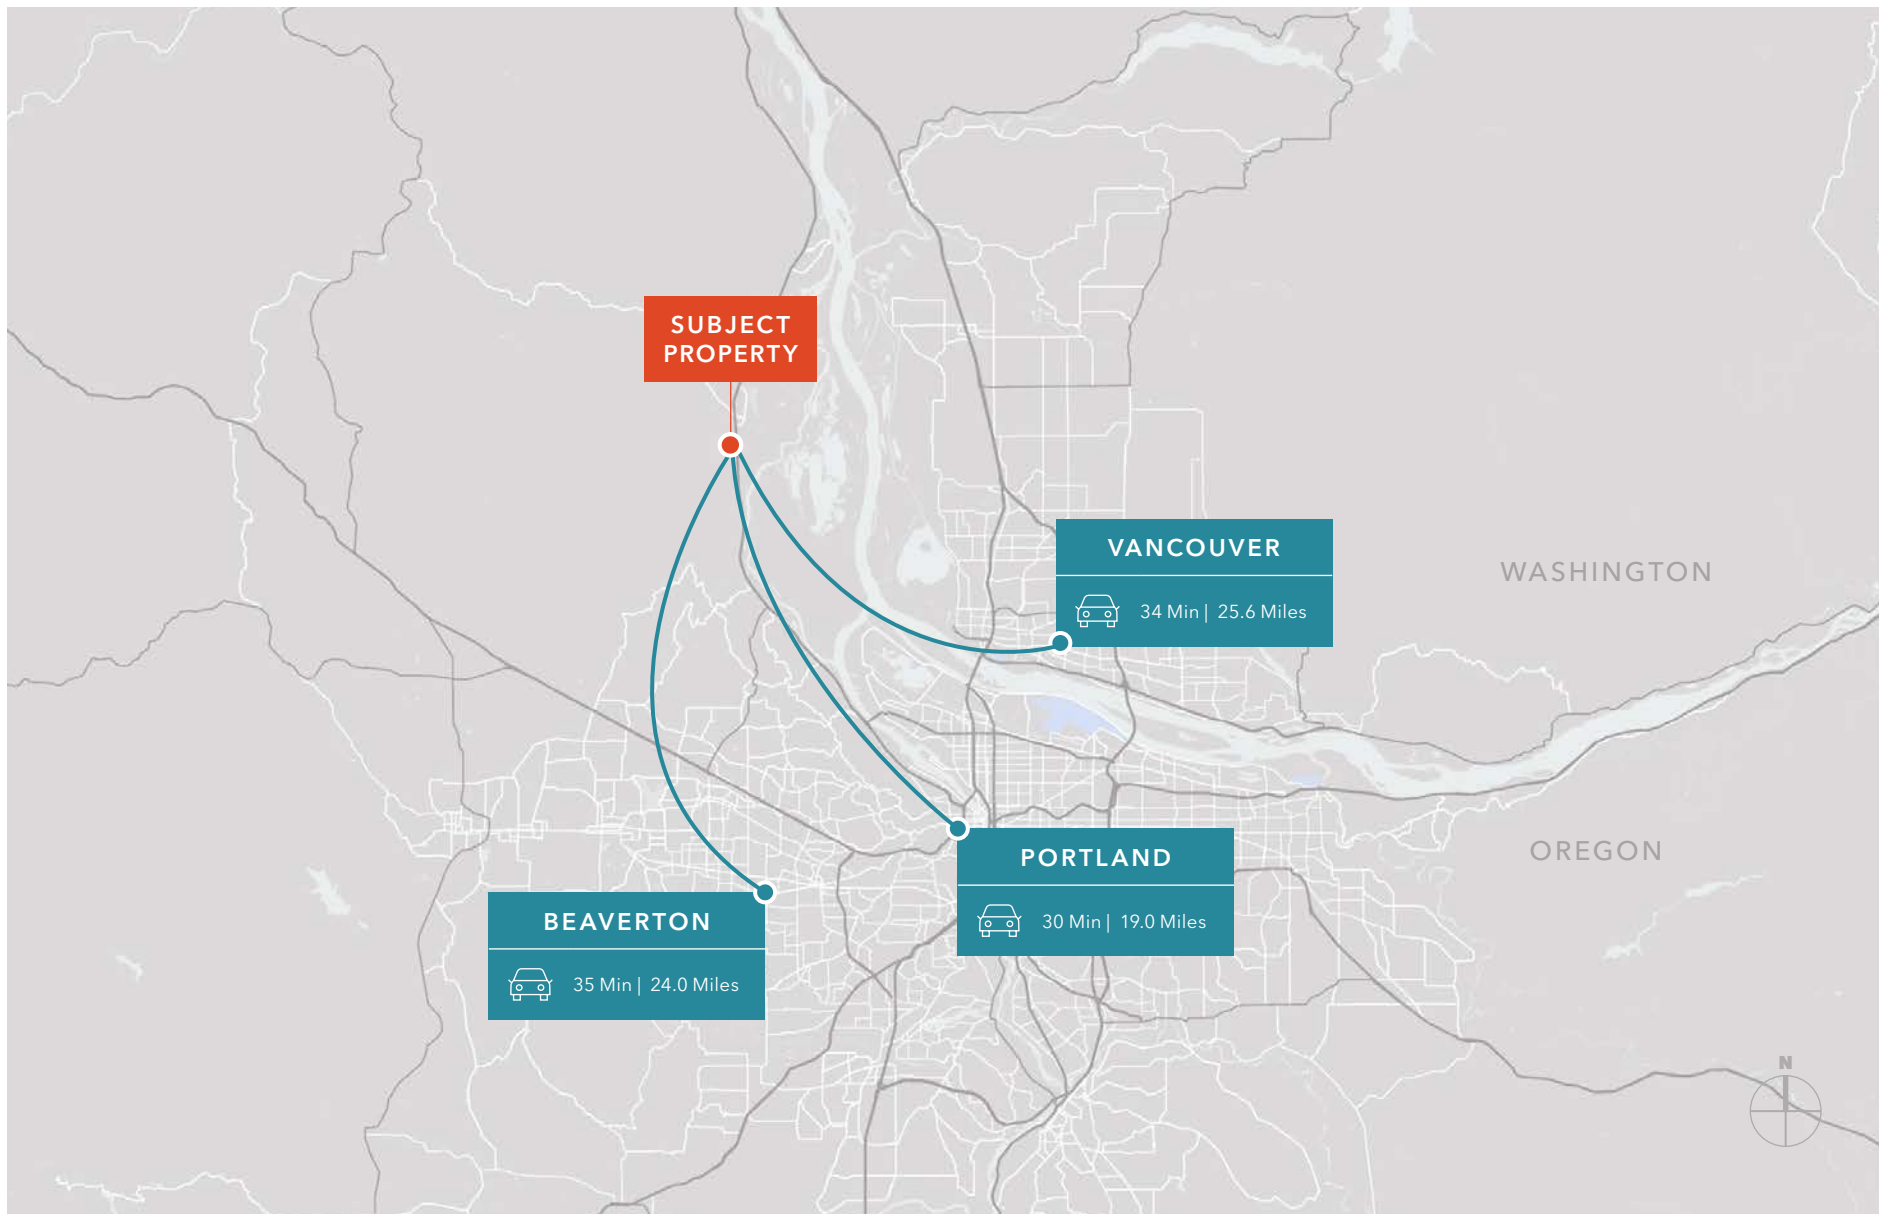 SUBJECT
PROPERTY
VANCOUVER
34 Min | 25.6 Miles
WASHINGTON
OREGON
PORTLAND
30 Min | 19.0 Miles
BEAVERTON
35 Min | 24.0 Miles
N